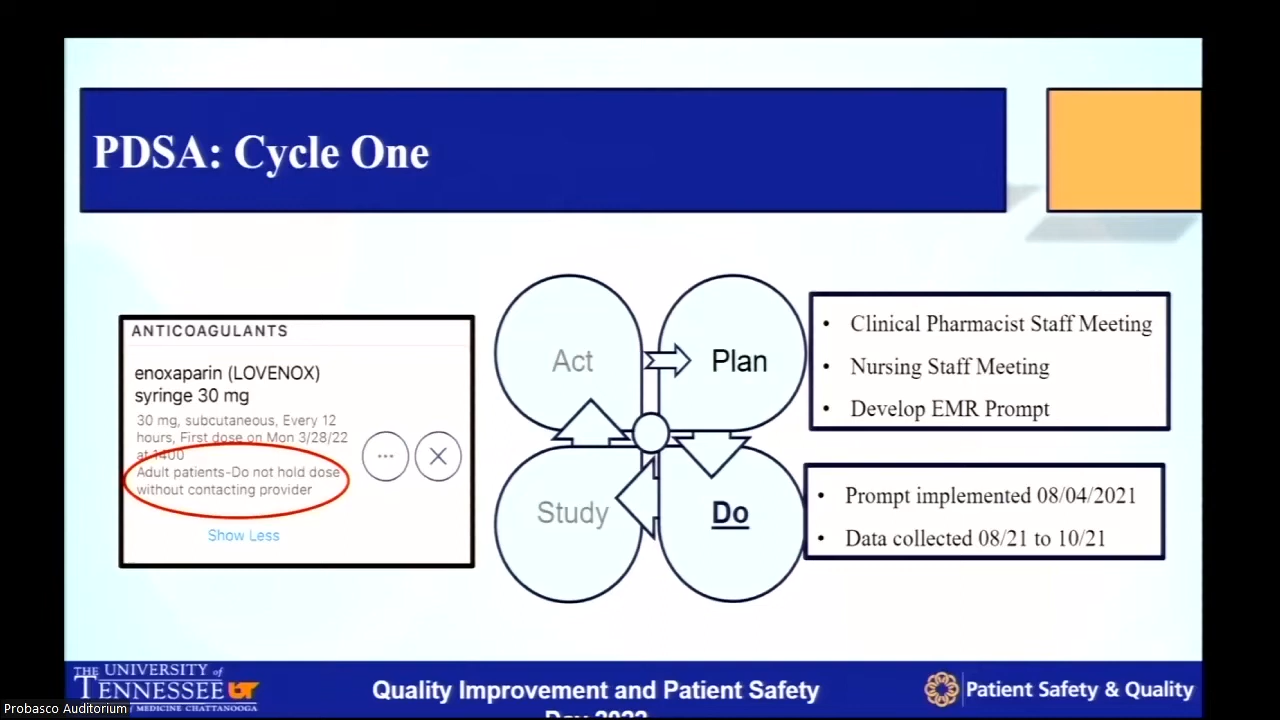 PDSA: Cycle One
ANTICOAGULANTS
enoxaparin (LOVENOX)
syringe 30 mg
30 mg, subcutaneous, Every 12
hours, First dose on Mon 3/28/22
at 1400
Adult patients-Do not hold dose
without contacting provider
Show Less
Act
Plan
Study
Do
• Clinical Pharmacist Staff Meeting
• Nursing Staff Meeting
• Develop EMR Prompt
• Prompt implemented 08/04/2021
• Data collected 08/21 to 10/21
THE UNIVERSITY of
TENNESSEE UT
MEDICINE CHATTANOOGA
Quality Improvement and Patient Safety
Patient Safety & Quality
Probasco Auditorium